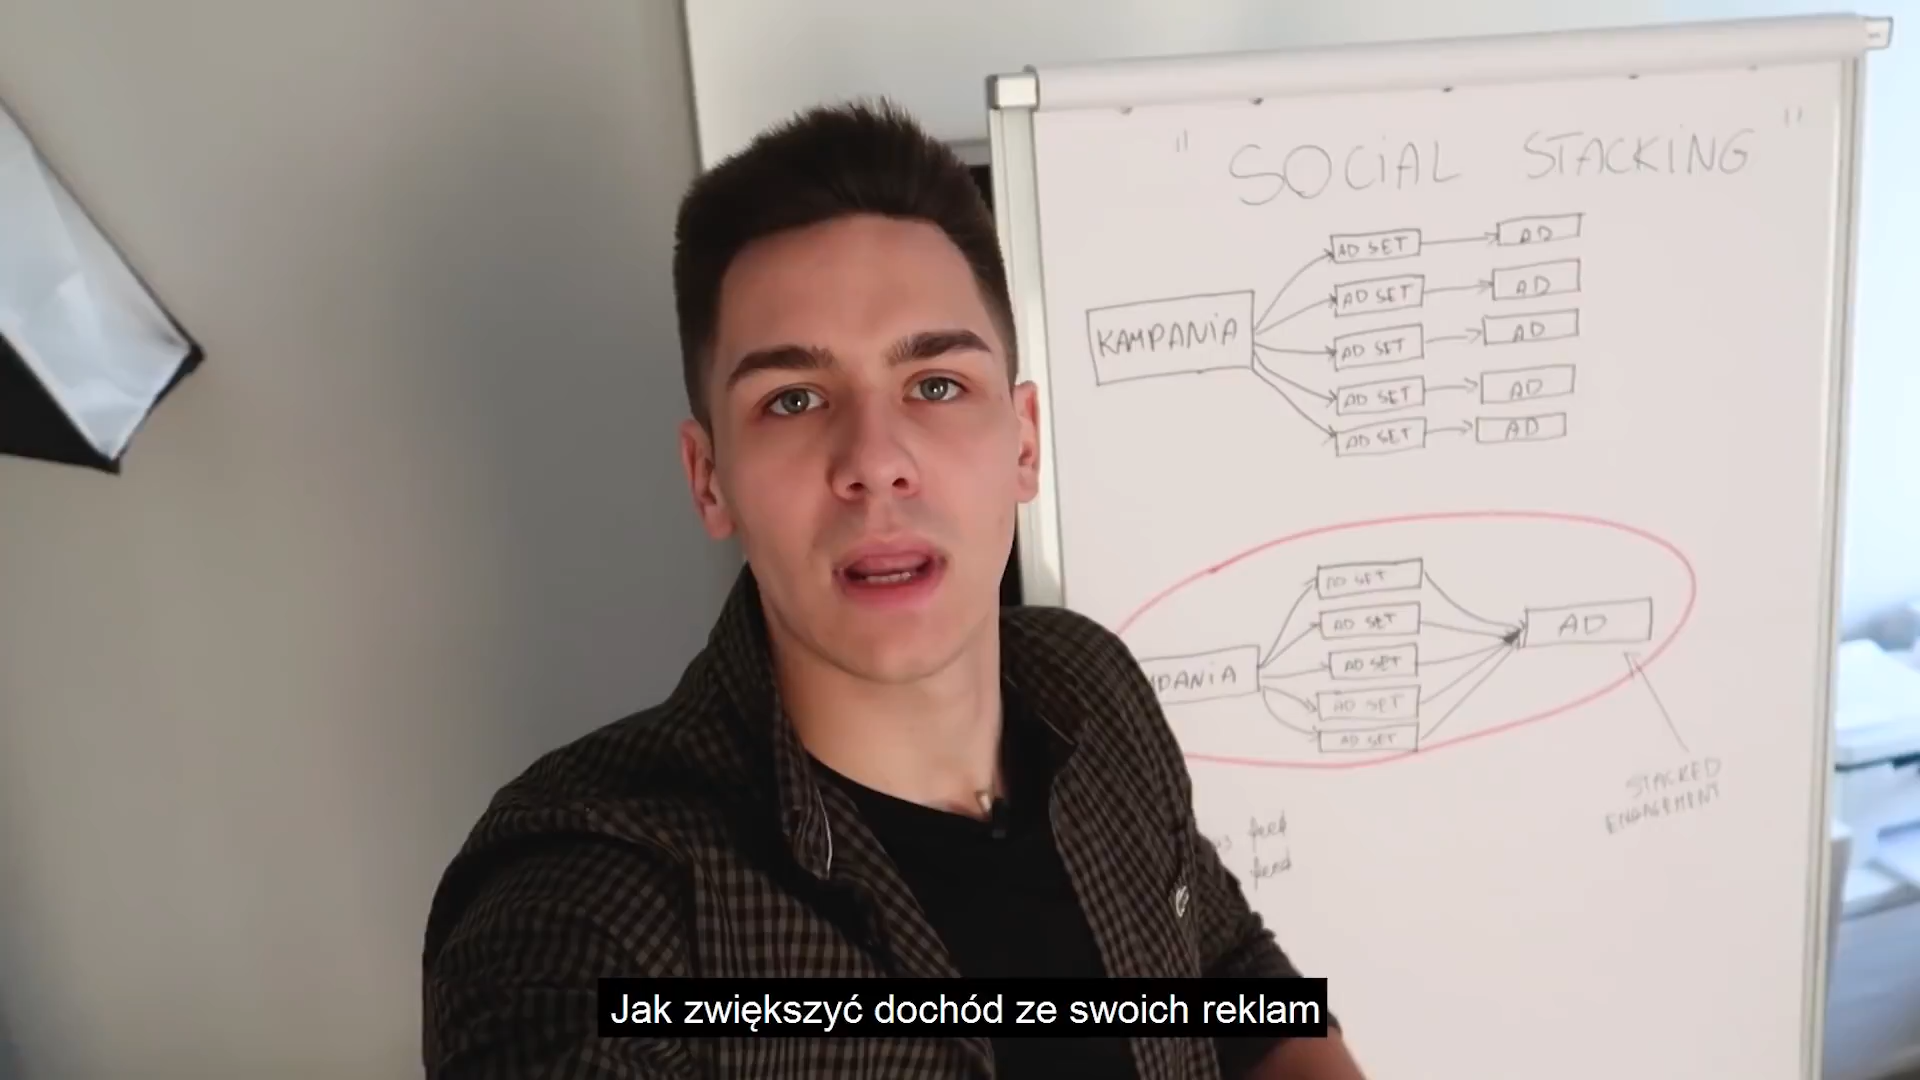 " SOCIAL STACKING "
KAMPANIA
AD SET AD
AD SET AD
AD SET AD
AD SET AD
AD SET AD
AD SET
AD SET
AD SET
AD SET
AD SET
AD
MPANIA
STACKED
ENGAGEMENT
feed
feed
Jak zwiększyć dochód ze swoich reklam